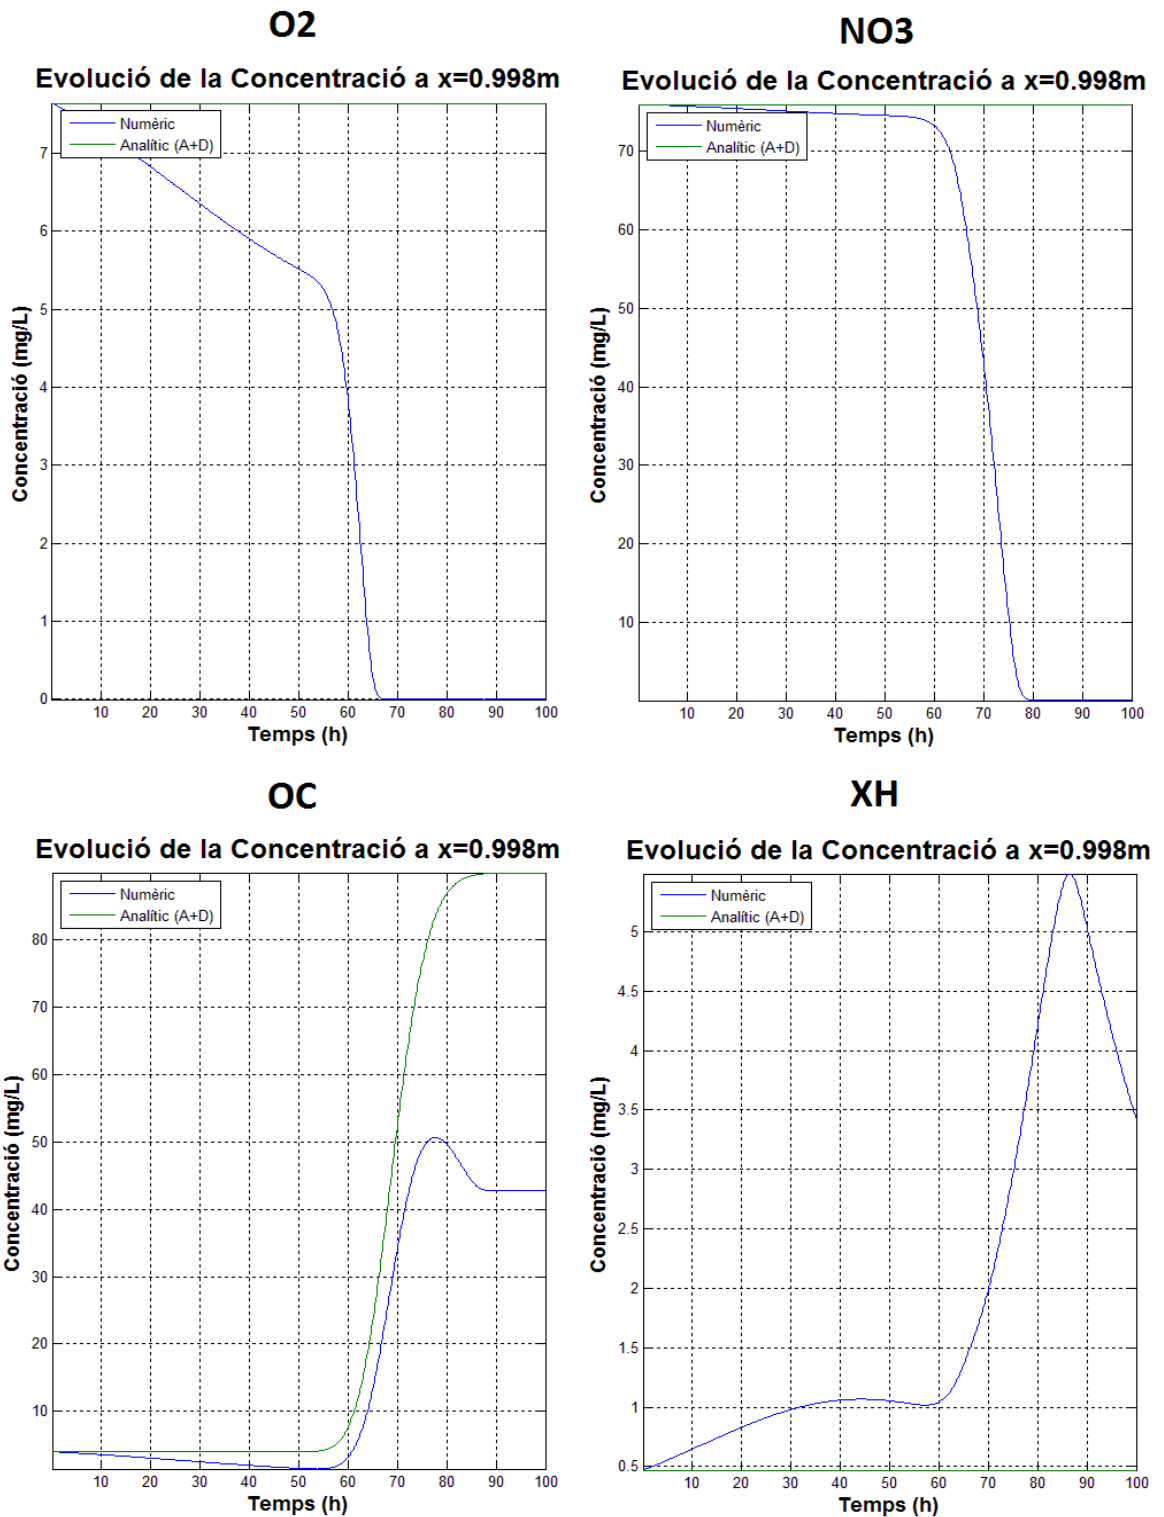 O2
Evolució de la Concentració a x=0.998m
Numèric
Analític (A+D)
7
6
5
4
3
2
1
0
10 20 30 40 50 60 70 80 90 100
Concentració (mg/L)
Temps (h)
NO3
Evolució de la Concentració a x=0.998m
Numèric
Analític (A+D)
70
60
50
40
30
20
10
10 20 30 40 50 60 70 80 90 100
Concentració (mg/L)
Temps (h)
OC
Evolució de la Concentració a x=0.998m
Numèric
Analític (A+D)
80
70
60
50
40
30
20
10
10 20 30 40 50 60 70 80 90 100
Concentració (mg/L)
Temps (h)
XH
Evolució de la Concentració a x=0.998m
Numèric
Analític (A+D)
5
4.5
4
3.5
3
2.5
2
1.5
1
0.5
10 20 30 40 50 60 70 80 90 100
Concentració (mg/L)
Temps (h)